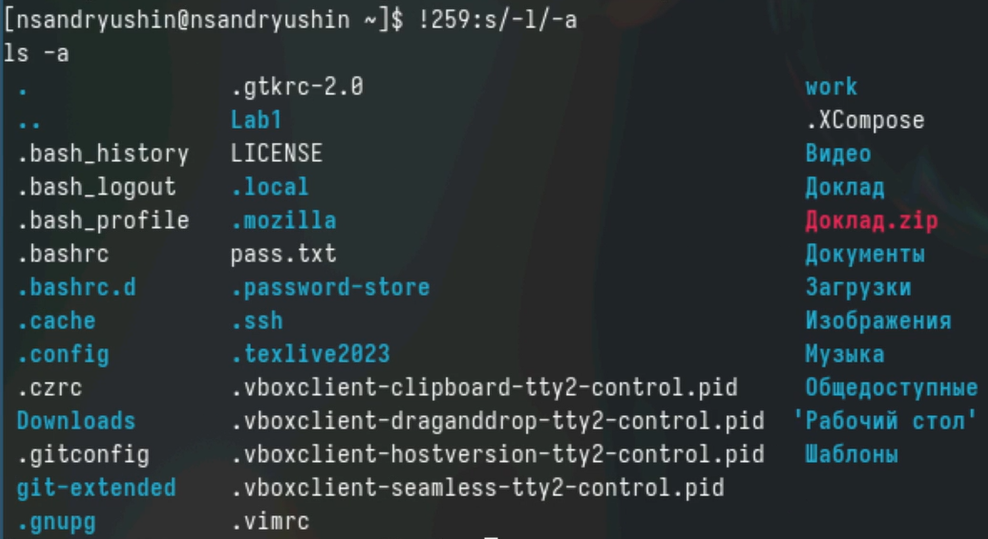 [nsandryushin@nsandryushin ~]$ !259:s/-l/-a
ls -a
. .gtkrc-2.0 work
.. Lab1 .XCompose
.bash_history LICENSE Видео
.bash_logout .local Доклад
.bash_profile .mozilla Доклад.zip
.bashrc pass.txt Документы
.bashrc.d .password-store Загрузки
.cache .ssh Изображения
.config .texlive2023 Музыка
.czrc .vboxclient-clipboard-tty2-control.pid Общедоступные
Downloads .vboxclient-draganddrop-tty2-control.pid 'Рабочий стол'
.gitconfig .vboxclient-hostversion-tty2-control.pid Шаблоны
git-extended .vboxclient-seamless-tty2-control.pid
.gnupg .vimrc